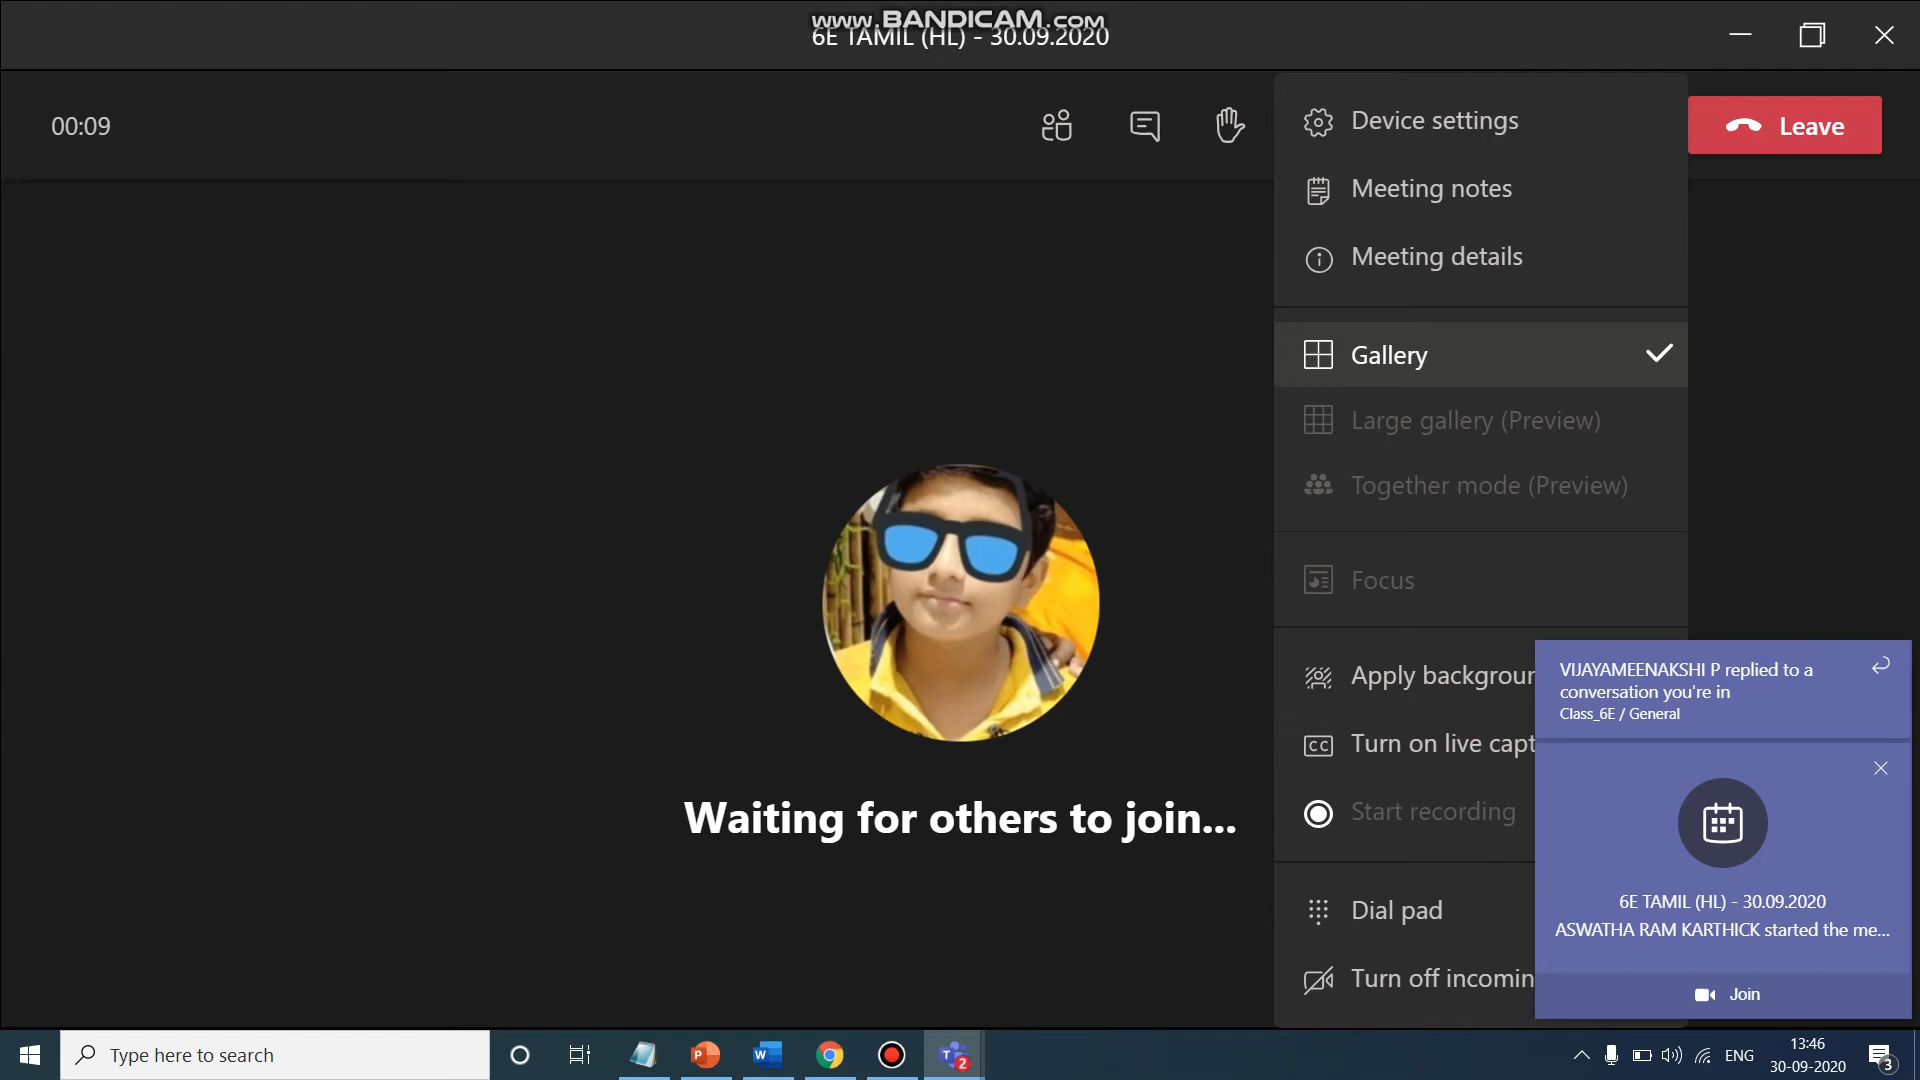 www.BANDICAM.com
6E TAMIL (HL) - 30.09.2020
00:09
Leave
Device settings
Meeting notes
Meeting details
Gallery
Large gallery (Preview)
Together mode (Preview)
Focus
Apply backgroun
Turn on live capt
Start recording
Dial pad
Turn off incomin
Waiting for others to join...
VIJAYAMEENAKSHI P replied to a
conversation you're in
Class_6E / General
6E TAMIL (HL) - 30.09.2020
ASWATHA RAM KARTHICK started the me...
Join
Type here to search
2
ENG
13:46
30-09-2020
3